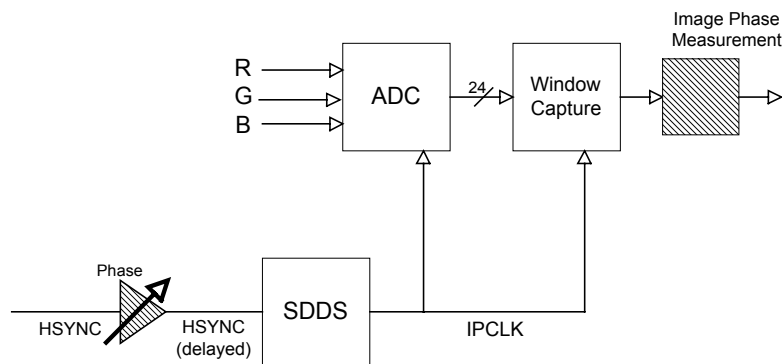 Image Phase
Measurement
R
G
B
ADC
24
Window
Capture
Phase
HSYNC
HSYNC
(delayed)
SDDS
IPCLK